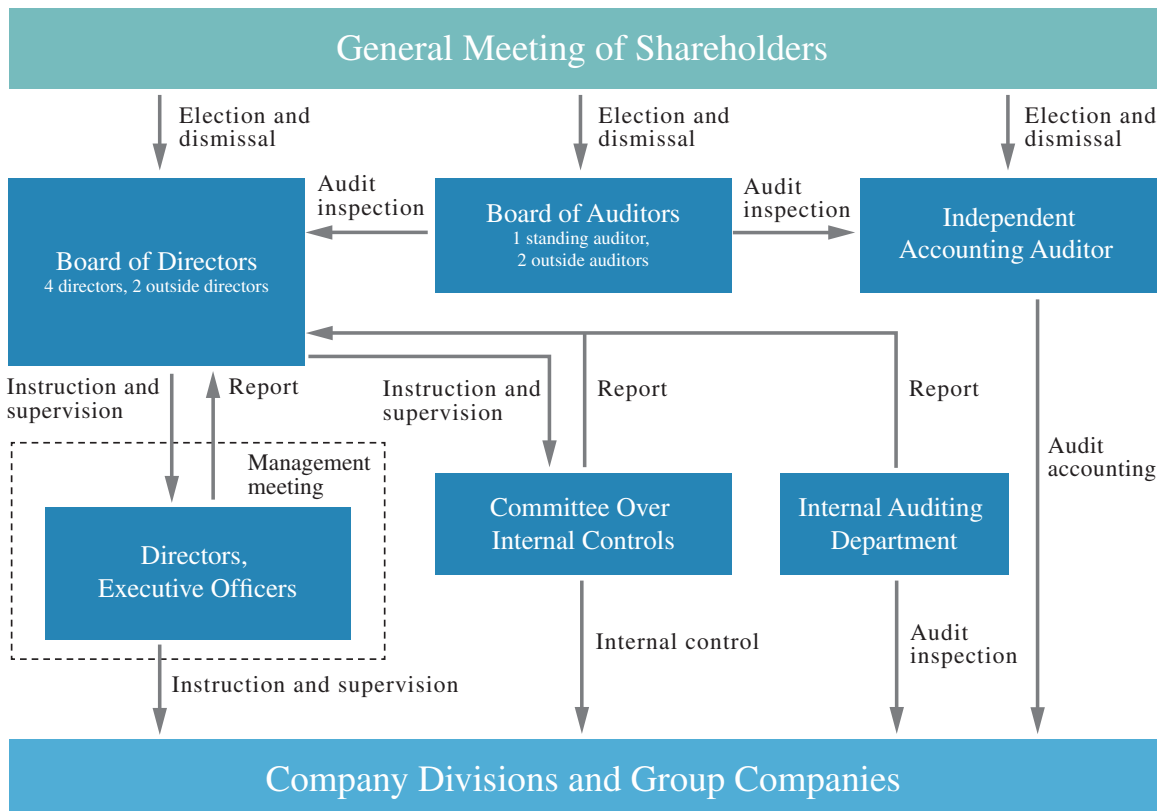 General Meeting of Shareholders
Election and
dismissal
Election and
dismissal
Election and
dismissal
Board of Directors
4 directors, 2 outside directors
Audit
inspection
Board of Auditors
1 standing auditor,
2 outside auditors
Audit
inspection
Independent
Accounting Auditor
Instruction and
supervision
Report
Instruction and
supervision
Report
Report
Audit
accounting
Management
meeting
Directors,
Executive Officers
Committee Over
Internal Controls
Internal Auditing
Department
Instruction and supervision
Internal control
Audit
inspection
Company Divisions and Group Companies